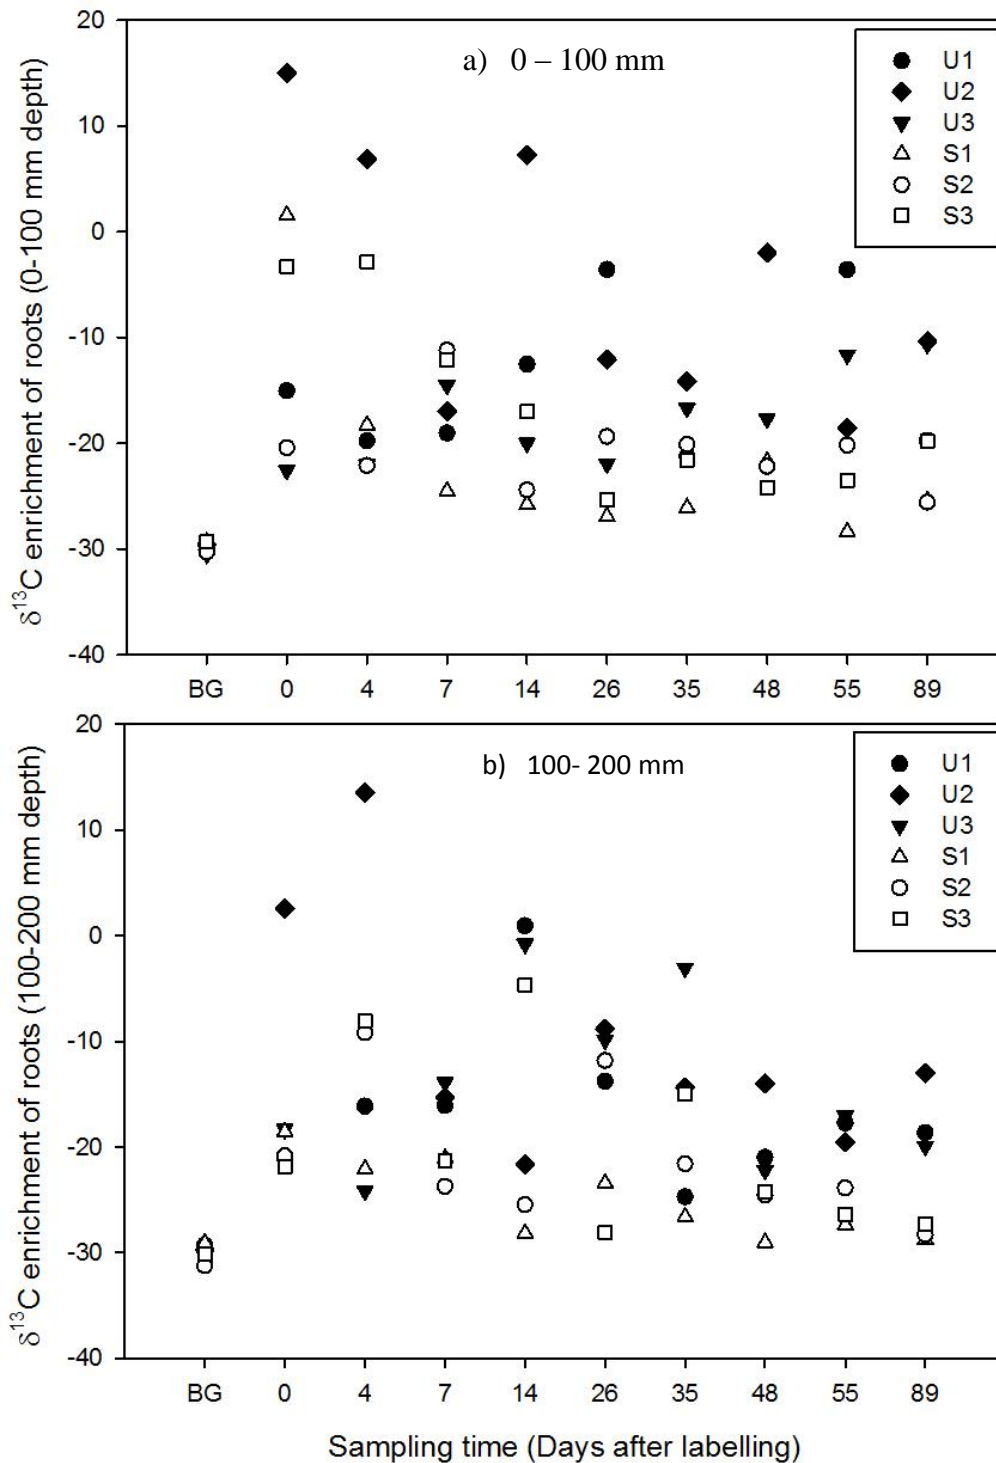 20
10
0
-10
-20
-30
-40
δ13C enrichment of roots (0-100 mm depth)
a) 0 – 100 mm
U1
U2
U3
S1
S2
S3
BG 0 4 7 14 26 35 48 55 89
20
10
0
-10
-20
-30
-40
δ13C enrichment of roots (100-200 mm depth)
b) 100- 200 mm
U1
U2
U3
S1
S2
S3
BG 0 4 7 14 26 35 48 55 89
Sampling time (Days after labelling)